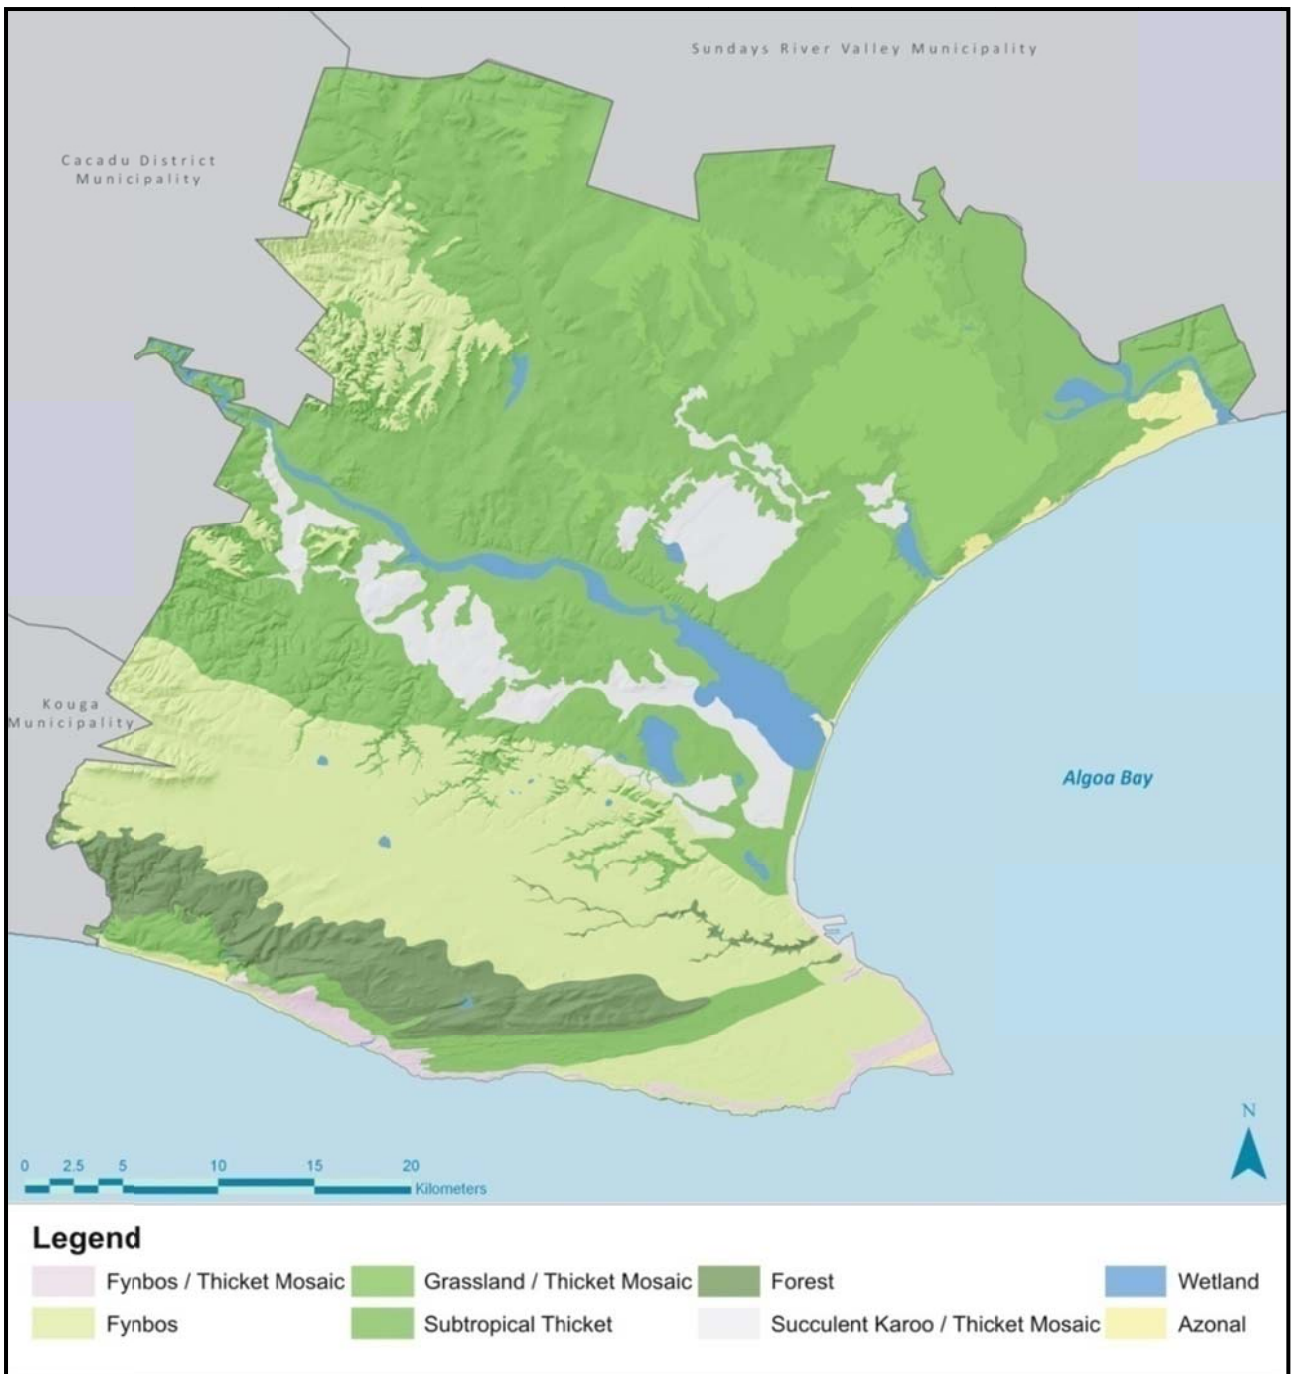 Sundays River Valley Municipality
Cacadu District
Municipality
Kouga
Municipality
Algoa Bay
N
0 2.5 5 10 15 20
Kilometers
Legend
Fynbos / Thicket Mosaic
Grassland / Thicket Mosaic
Forest
Wetland
Fynbos
Subtropical Thicket
Succulent Karoo / Thicket Mosaic
Azonal